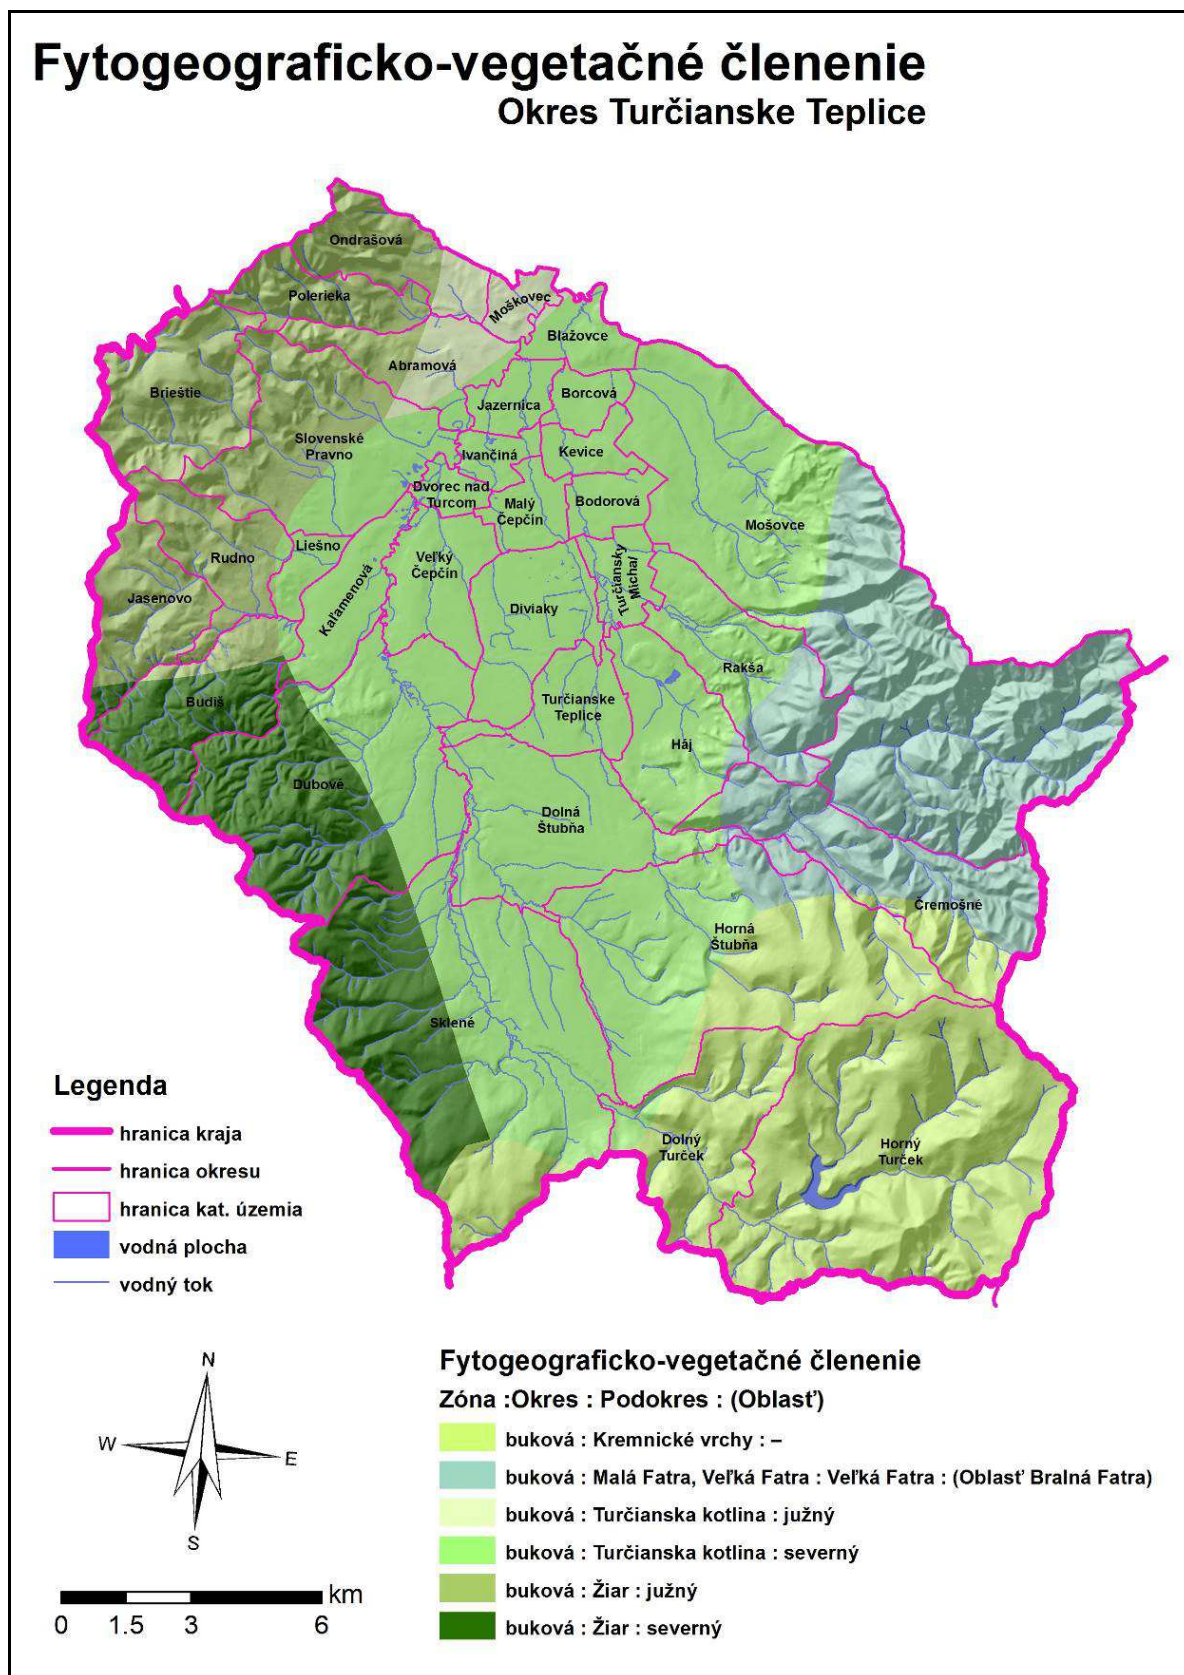 Fytogeograficko-vegetačné členenie
Okres Turčianske Teplice
Ondrašová
Polerieka
Moškovec
Blažovce
Abramová
Brieštie
Jazernica
Borcová
Slovenské
Pravno
Ivančiná
Kevice
Dvorec nad
Turcom
Malý
Čepčín
Bodorová
Mošovce
Liešno
Rudno
Veľký
Čepčín
Turčiansky
Michal
Jasenovo
Kaľamenová
Diviaky
Rakša
Budiš
Turčianske
Teplice
Háj
Dubové
Dolná
Štubňa
Čremošné
Horná
Štubňa
Sklené
Dolný
Turček
Horný
Turček
Legenda
hranica kraja
hranica okresu
hranica kat. územia
vodná plocha
vodný tok
N
W
E
S
km
0 1.5 3 6
Fytogeograficko-vegetačné členenie
Zóna :Okres : Podokres : (Oblasť)
buková : Kremnické vrchy : –
buková : Malá Fatra, Veľká Fatra : Veľká Fatra : (Oblasť Bralná Fatra)
buková : Turčianska kotlina : južný
buková : Turčianska kotlina : severný
buková : Žiar : južný
buková : Žiar : severný